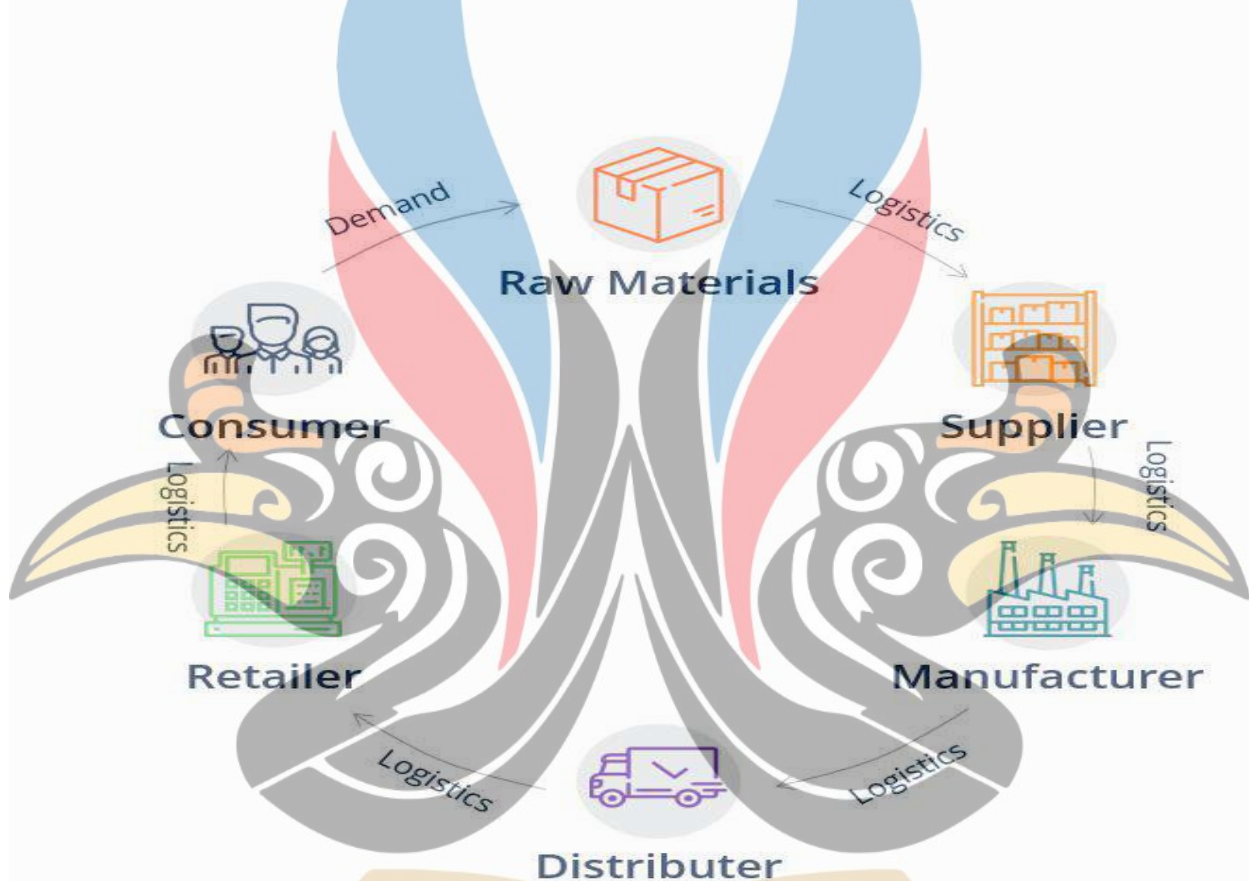 Demand
Logistics
Raw Materials
Consumer
Supplier
Logistics
Logistics
Retailer
Manufacturer
Logistics
Logistics
Distributer